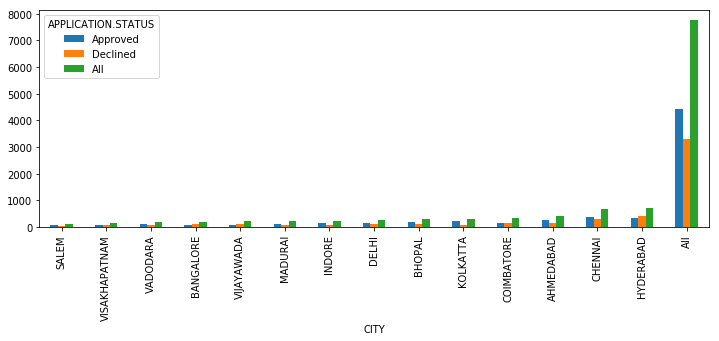 APPLICATION.STATUS
Approved
Declined
All
8000
7000
6000
5000
4000
3000
2000
1000
0
SALEM
VISAKHAPATNAM
VADODARA
BANGALORE
VIJAYAWADA
MADURAI
INDORE
DELHI
BHOPAL
KOLKATTA
COIMBATORE
AHMEDABAD
CHENNAI
HYDERABAD
All
CITY